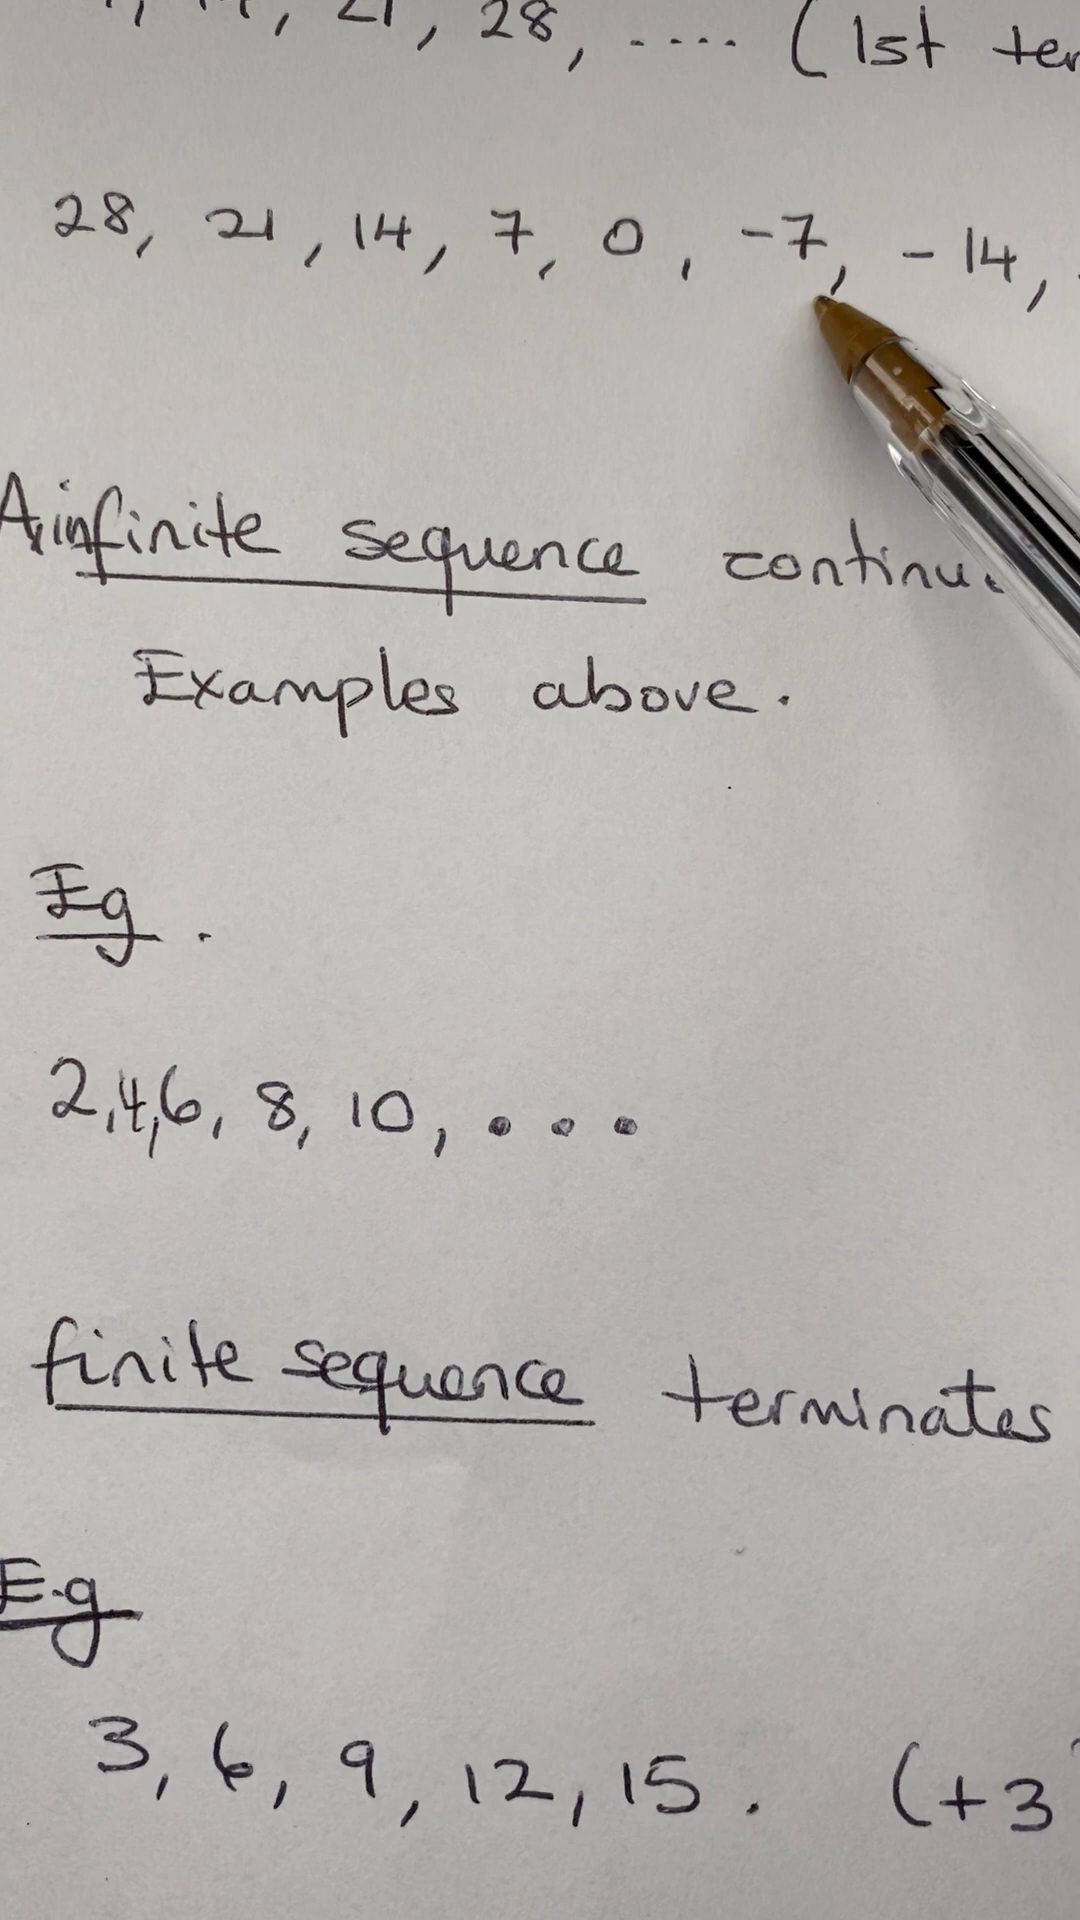 21, 28, .... (1st
28, 21, 14, 7, 0, -7, -14,
A infinite sequence
Examples above.
Eg.
2,4,6, 8, 10, ...
finite sequence terminates
E.g
3, 6, 9, 12, 15. (+3